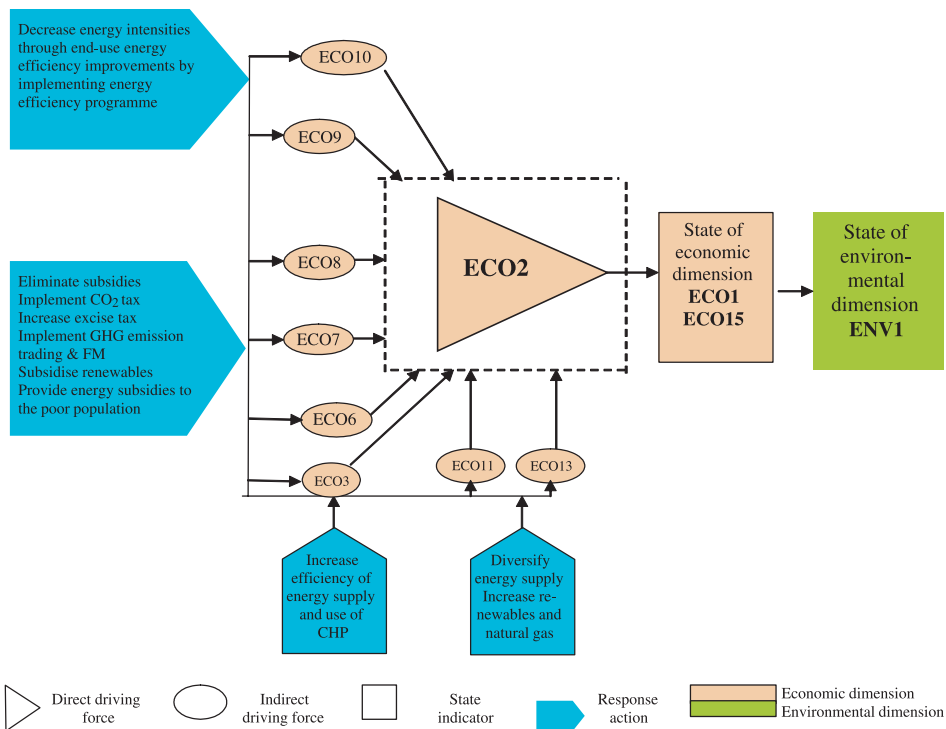 Decrease energy intensities
through end-use energy
efficiency improvements by
implementing energy
efficiency programme
ECO10
ECO9
ECO8
ECO7
ECO6
ECO3
ECO11
ECO13
ECO2
State of
economic
dimension
ECO1
ECO15
State of
environ-
mental
dimension
ENV1
Eliminate subsidies
Implement CO₂ tax
Increase excise tax
Implement GHG emission
trading & FM
Subsidise renewables
Provide energy subsidies to
the poor population
Increase
efficiency of
energy supply
and use of
CHP
Diversify
energy supply
Increase re-
newables and
natural gas
Direct driving
force
Indirect
driving force
State
indicator
Response
action
Economic dimension
Environmental dimension